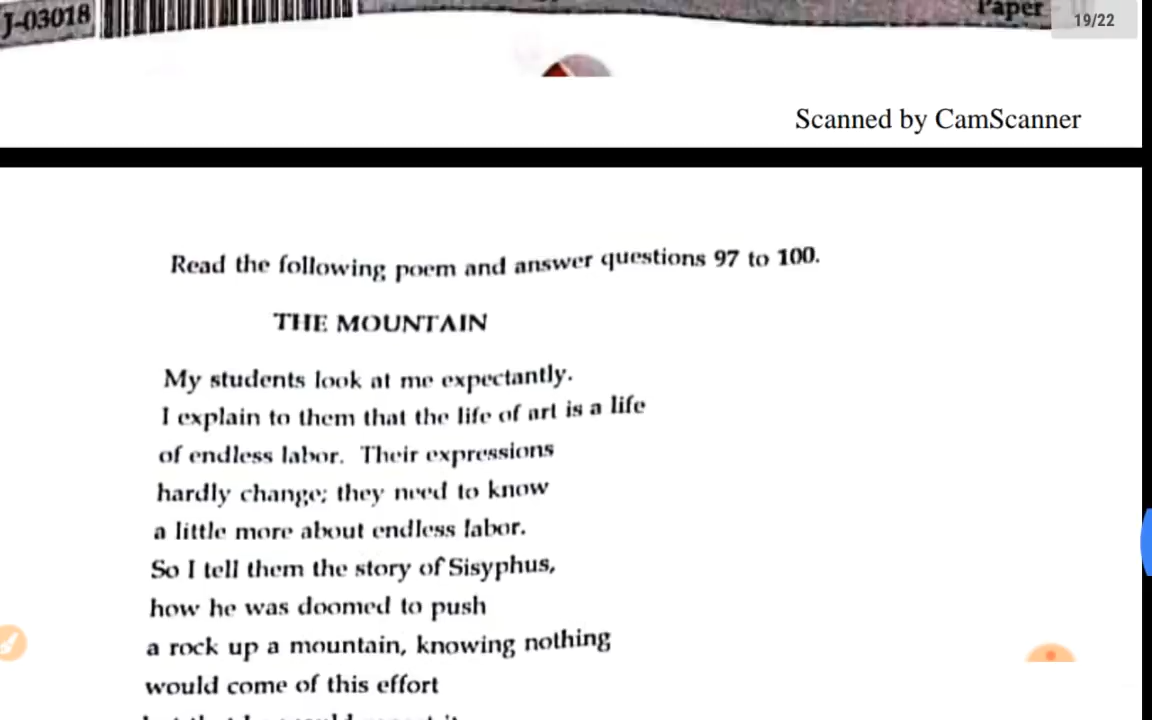 J-03018
Paper
19/22
Scanned by CamScanner
Read the following poem and answer questions 97 to 100.
THE MOUNTAIN
My students look at me expectantly.
I explain to them that the life of art is a life
of endless labor. Their expressions
hardly change; they need to know
a little more about endless labor.
So I tell them the story of Sisyphus,
how he was doomed to push
a rock up a mountain, knowing nothing
would come of this effort